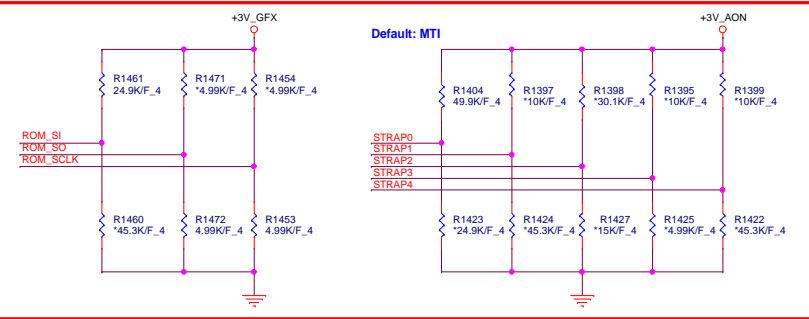 +3V_GFX
+3V_AON
Default: MTI
R1461
24.9K/F_4
R1471
*4.99K/F_4
R1454
*4.99K/F_4
R1404
49.9K/F_4
R1397
*10K/F_4
R1398
*30.1K/F_4
R1395
*10K/F_4
R1399
*10K/F_4
ROM_SI
ROM_SO
ROM_SCLK
STRAP0
STRAP1
STRAP2
STRAP3
STRAP4
R1460
*45.3K/F_4
R1472
4.99K/F_4
R1453
4.99K/F_4
R1423
*24.9K/F_4
R1424
*45.3K/F_4
R1427
*15K/F_4
R1425
*4.99K/F_4
R1422
*45.3K/F_4